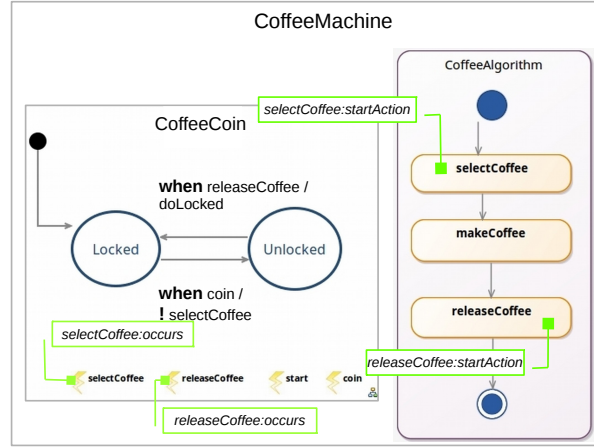 CoffeeMachine
CoffeeAlgorithm
selectCoffee:startAction
CoffeeCoin
selectCoffee
when releaseCoffee /
doLocked
makeCoffee
Locked
Unlocked
when coin /
! selectCoffee
releaseCoffee
selectCoffee:occurs
releaseCoffee:startAction
selectCoffee
releaseCoffee
start
coin
releaseCoffee:occurs